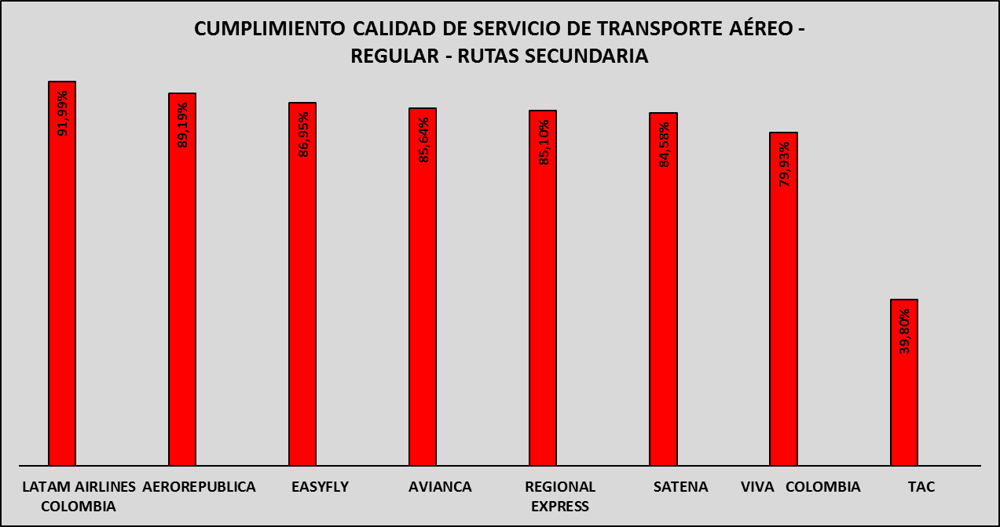 CUMPLIMIENTO CALIDAD DE SERVICIO DE TRANSPORTE AÉREO -
REGULAR - RUTAS SECUNDARIA
91,99%
89,19%
86,95%
85,64%
85,10%
84,58%
79,93%
39,80%
LATAM AIRLINES COLOMBIA
AEROREPUBLICA
EASYFLY
AVIANCA
REGIONAL EXPRESS
SATENA
VIVA COLOMBIA
TAC